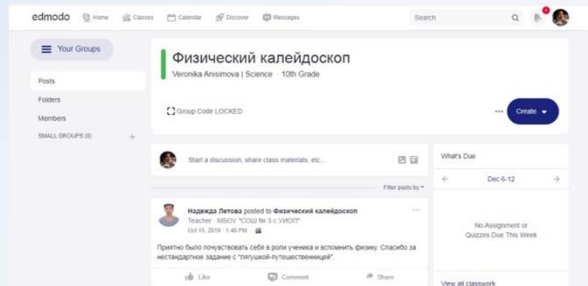 edmodo Home Classes Calendar Discover Messages Search
Your Groups
Posts
Folders
Members
SMALL GROUPS (0) +
Физический калейдоскоп
Veronika Anisimova | Science · 10th Grade
Group Code LOCKED
Create
Start a discussion, share class materials, etc...
Filter posts by
Надежда Летова posted to Физический калейдоскоп
Teacher · МБОУ "СОШ № 3 с УИОП"
Oct 15, 2019 · 1:40 PM
Приятно было почувствовать себя в роли ученика и вспомнить физику. Спасибо за
нестандартное задание с "лягушкой-путешественницей".
Like Comment Share
What's Due
Dec 6-12
No Assignment or
Quizzes Due This Week
View all classwork